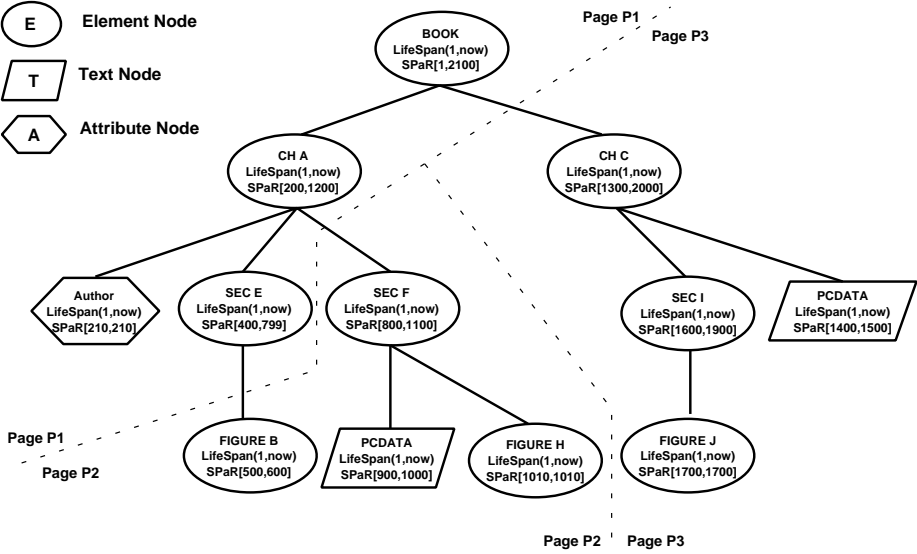 E
Element Node
T
Text Node
A
Attribute Node
Page P1
Page P3
BOOK
LifeSpan(1,now)
SPaR[1,2100]
CH A
LifeSpan(1,now)
SPaR[200,1200]
CH C
LifeSpan(1,now)
SPaR[1300,2000]
Author
LifeSpan(1,now)
SPaR[210,210]
SEC E
LifeSpan(1,now)
SPaR[400,799]
SEC F
LifeSpan(1,now)
SPaR[800,1100]
SEC I
LifeSpan(1,now)
SPaR[1600,1900]
PCDATA
LifeSpan(1,now)
SPaR[1400,1500]
Page P1
Page P2
FIGURE B
LifeSpan(1,now)
SPaR[500,600]
PCDATA
LifeSpan(1,now)
SPaR[900,1000]
FIGURE H
LifeSpan(1,now)
SPaR[1010,1010]
FIGURE J
LifeSpan(1,now)
SPaR[1700,1700]
Page P2
Page P3